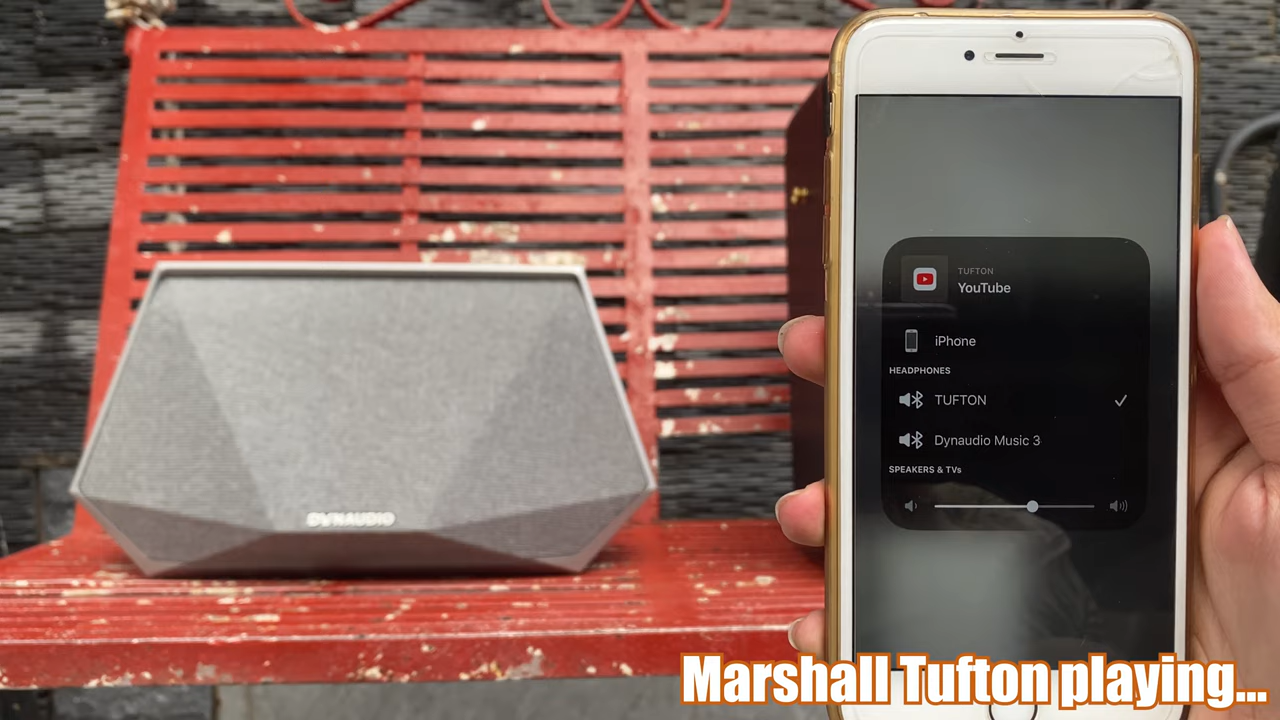 DYNAUDIO
TUFTON
YouTube
iPhone
HEADPHONES
TUFTON
Dynaudio Music 3
SPEAKERS & TVs
Marshall Tufton playing...